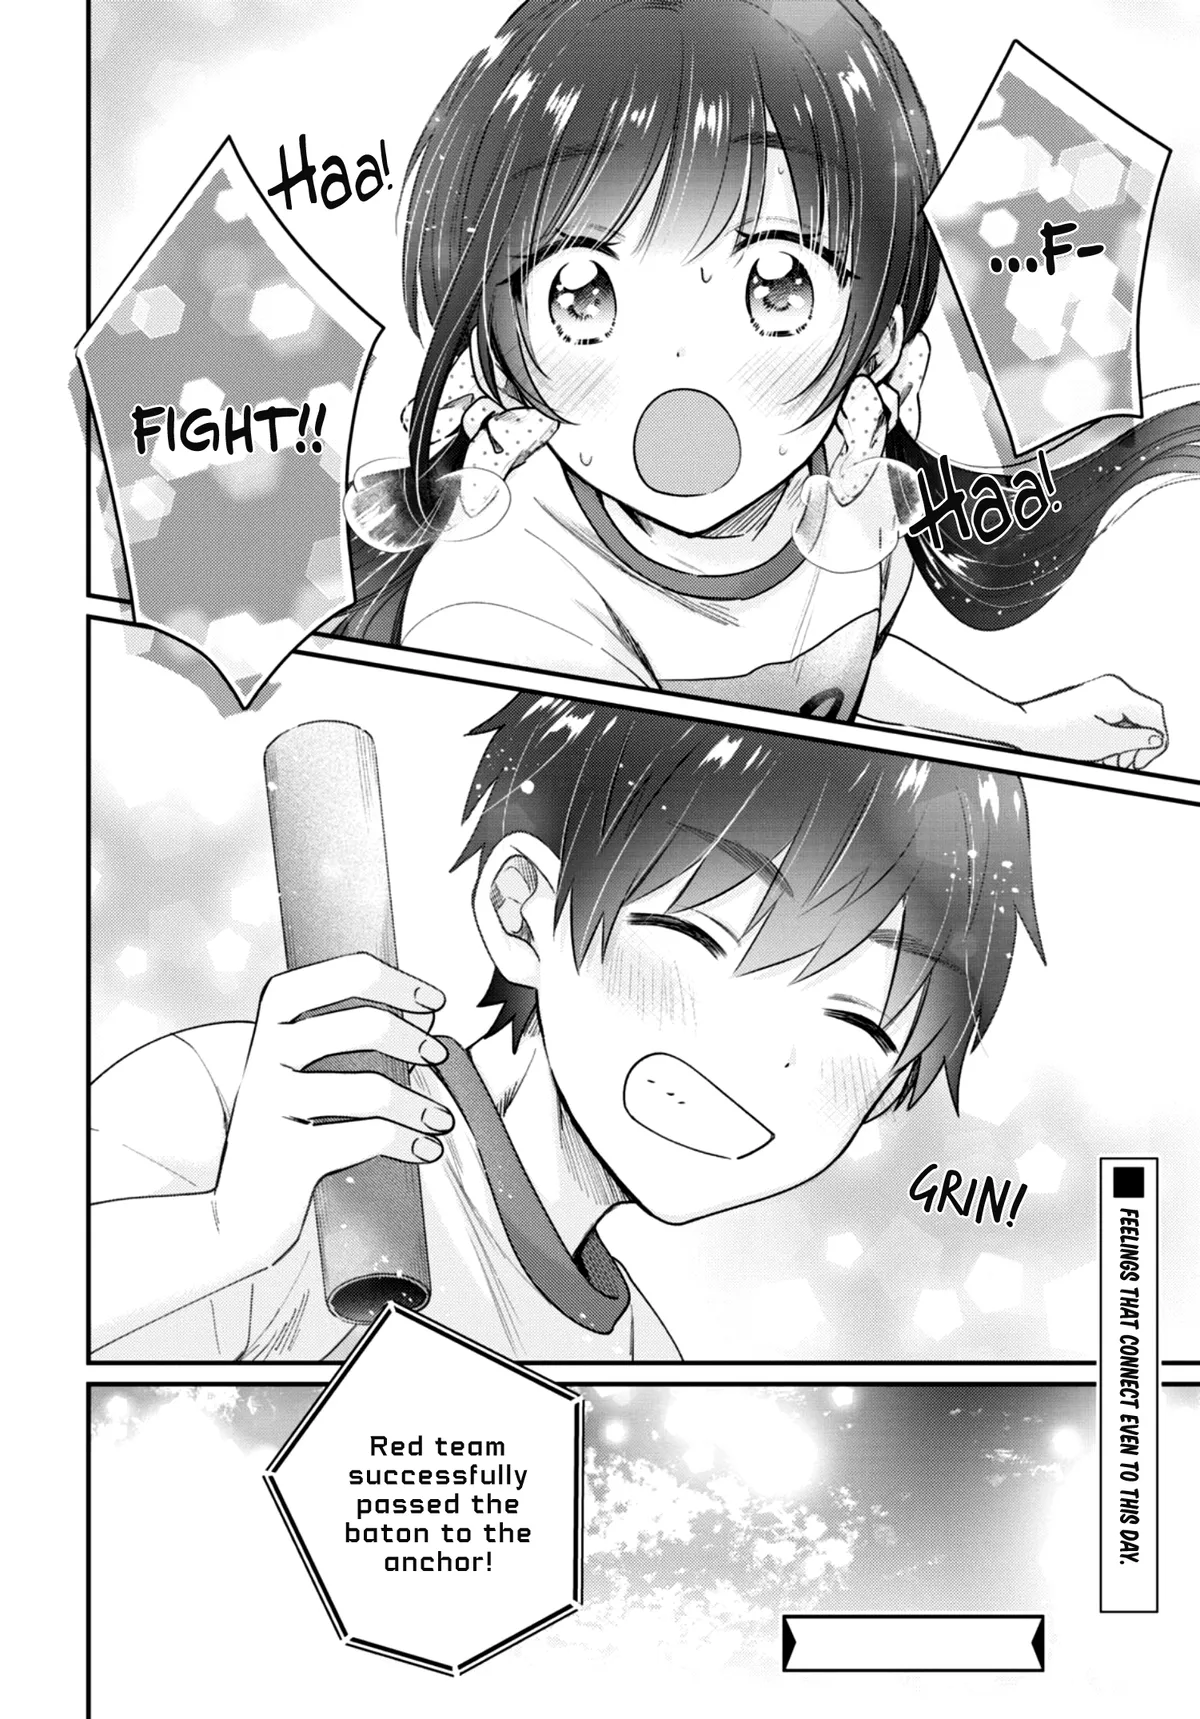 ...F-
HAA!
HAA!
FIGHT!!
GRIN!
Red team
successfully
passed the
baton to the
anchor!
FEELINGS THAT CONNECT EVEN TO THIS DAY.